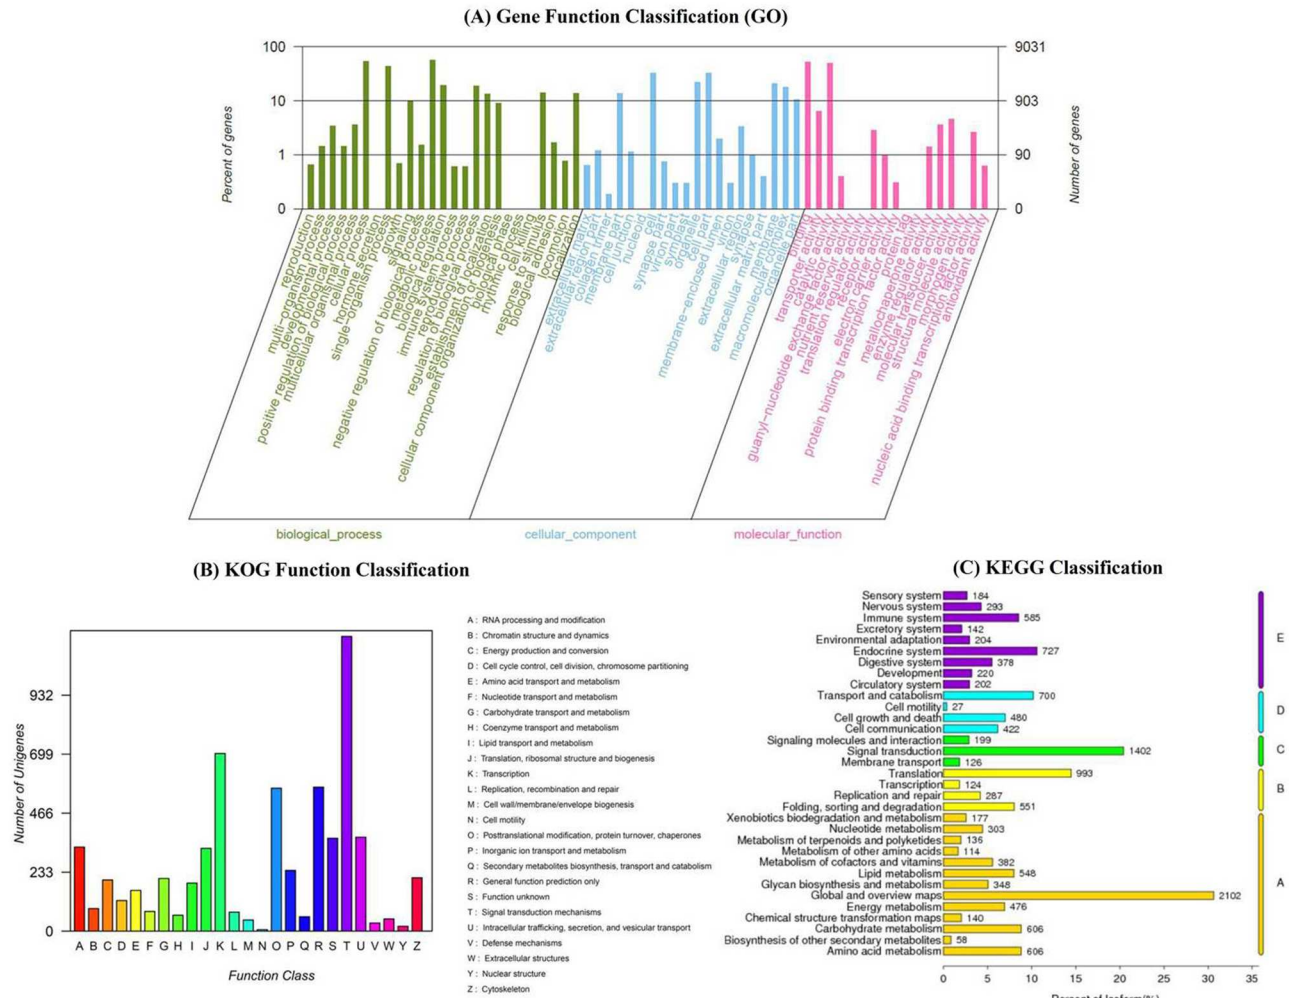 (A) Gene Function Classification (GO)
100
10
1
0
Percent of genes
9031
903
90
0
Number of genes
reproduction
multi-organism process
developmental process
positive regulation of biological process
multicellular organismal process
cellular process
hormone secretion
single-organism process
growth
signaling
negative regulation of biological process
metabolic process
biological regulation
immune system process
reproductive process
regulation of biological process
establishment of localization
cellular component organization or biogenesis
biological phase
rhythmic process
cell killing
response to stimulus
biological adhesion
locomotion
localization
extracellular matrix
extracellular region part
collagen trimer
membrane part
cell junction
nucleoid
cell
synapse part
virion part
symplast
organelle
cell part
membrane-enclosed lumen
virion
extracellular region
synapse
extracellular matrix part
macromolecular complex
membrane
organelle part
binding
transporter activity
catalytic activity
guanyl-nucleotide exchange factor activity
nutrient reservoir activity
translation regulator activity
receptor activity
electron carrier activity
protein binding transcription factor activity
protein tag
metallochaperone activity
enzyme regulator activity
molecular transducer activity
structural molecule activity
morphogen activity
nucleic acid binding transcription factor activity
antioxidant activity
biological_process
cellular_component
molecular_function
(B) KOG Function Classification
932
699
466
233
0
Number of Unigenes
A B C D E F G H I J K L M N O P Q R S T U V W Y Z
Function Class
A : RNA processing and modification
B : Chromatin structure and dynamics
C : Energy production and conversion
D : Cell cycle control, cell division, chromosome partitioning
E : Amino acid transport and metabolism
F : Nucleotide transport and metabolism
G : Carbohydrate transport and metabolism
H : Coenzyme transport and metabolism
I : Lipid transport and metabolism
J : Translation, ribosomal structure and biogenesis
K : Transcription
L : Replication, recombination and repair
M : Cell wall/membrane/envelope biogenesis
N : Cell motility
O : Posttranslational modification, protein turnover, chaperones
P : Inorganic ion transport and metabolism
Q : Secondary metabolites biosynthesis, transport and catabolism
R : General function prediction only
S : Function unknown
T : Signal transduction mechanisms
U : Intracellular trafficking, secretion, and vesicular transport
V : Defense mechanisms
W : Extracellular structures
Y : Nuclear structure
Z : Cytoskeleton
(C) KEGG Classification
Sensory system 184
Nervous system 293
Immune system 585
Excretory system 142
Environmental adaptation 204
Endocrine system 727
Digestive system 378
Development 220
Circulatory system 202
Transport and catabolism 700
Cell motility 27
Cell growth and death 480
Cell communication 422
Signaling molecules and interaction 199
Signal transduction 1402
Membrane transport 126
Translation 993
Transcription 124
Replication and repair 287
Folding, sorting and degradation 551
Xenobiotics biodegradation and metabolism 177
Nucleotide metabolism 303
Metabolism of terpenoids and polyketides 136
Metabolism of other amino acids 114
Metabolism of cofactors and vitamins 382
Lipid metabolism 548
Glycan biosynthesis and metabolism 348
Global and overview maps 2102
Energy metabolism 476
Chemical structure transformation maps 140
Carbohydrate metabolism 606
Biosynthesis of other secondary metabolites 58
Amino acid metabolism 606
E
D
C
B
A
0 5 10 15 20 25 30 35